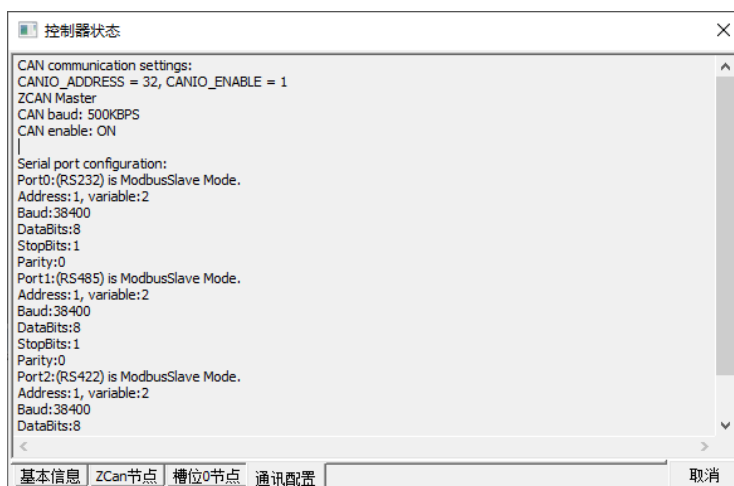 控制器状态
CAN communication settings:
CANIO_ADDRESS = 32, CANIO_ENABLE = 1
ZCAN Master
CAN baud: 500KBPS
CAN enable: ON
Serial port configuration:
Port0:(RS232) is ModbusSlave Mode.
Address:1, variable:2
Baud:38400
DataBits:8
StopBits:1
Parity:0
Port1:(RS485) is ModbusSlave Mode.
Address:1, variable:2
Baud:38400
DataBits:8
StopBits:1
Parity:0
Port2:(RS422) is ModbusSlave Mode.
Address:1, variable:2
Baud:38400
DataBits:8
基本信息 ZCan节点 槽位0节点 通讯配置 取消